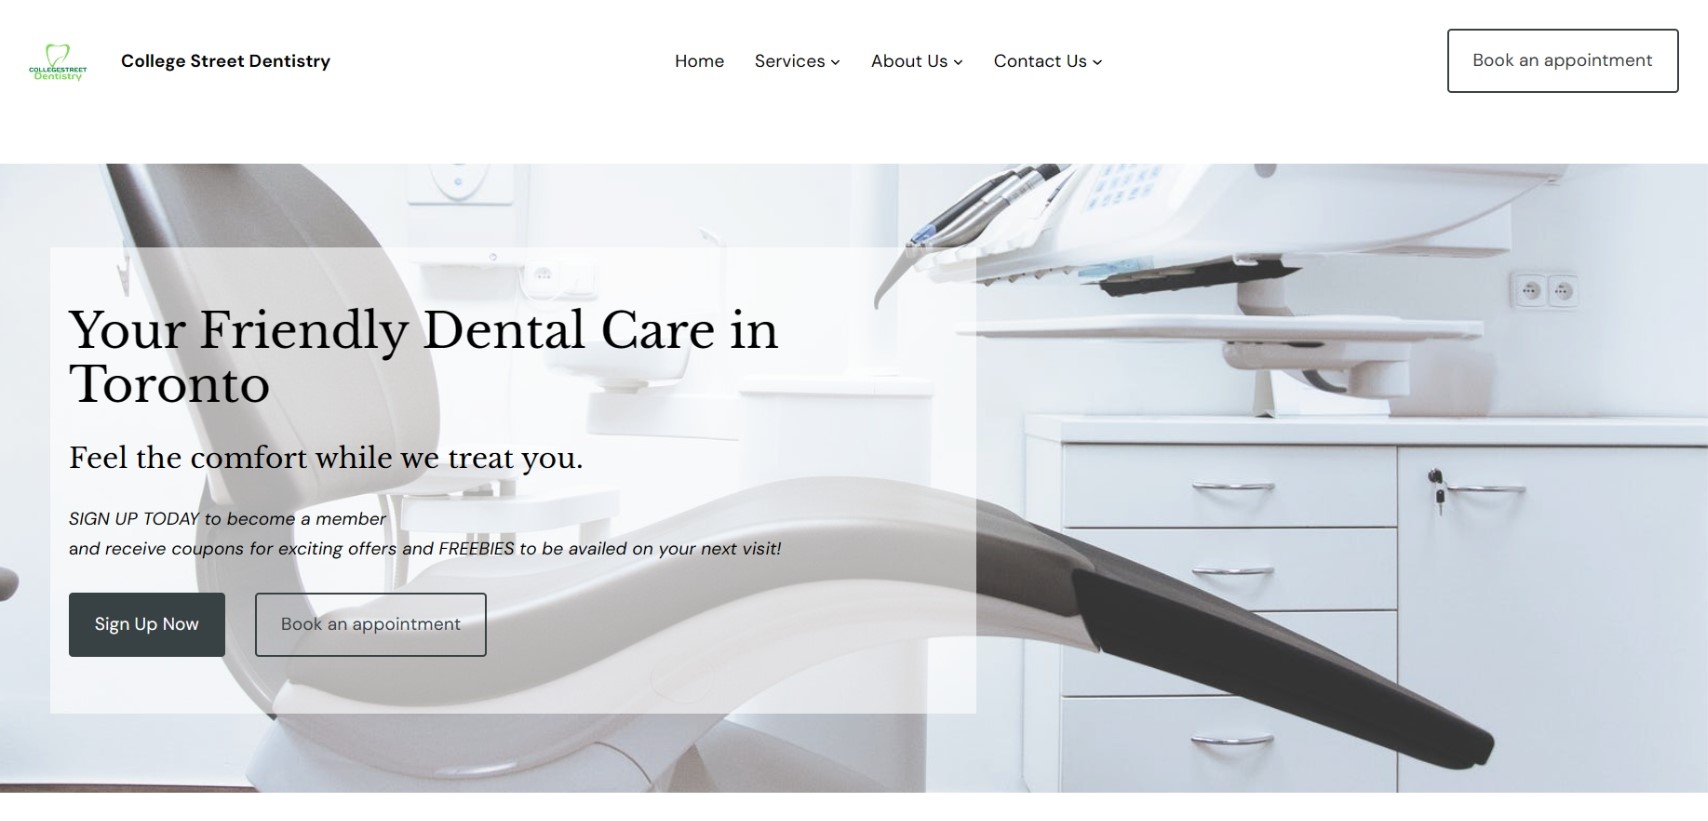 COLLEGESTREET
Dentistry
College Street Dentistry
Home
Services
About Us
Contact Us
Book an appointment
Your Friendly Dental Care in
Toronto
Feel the comfort while we treat you.
SIGN UP TODAY to become a member
and receive coupons for exciting offers and FREEBIES to be availed on your next visit!
Sign Up Now
Book an appointment